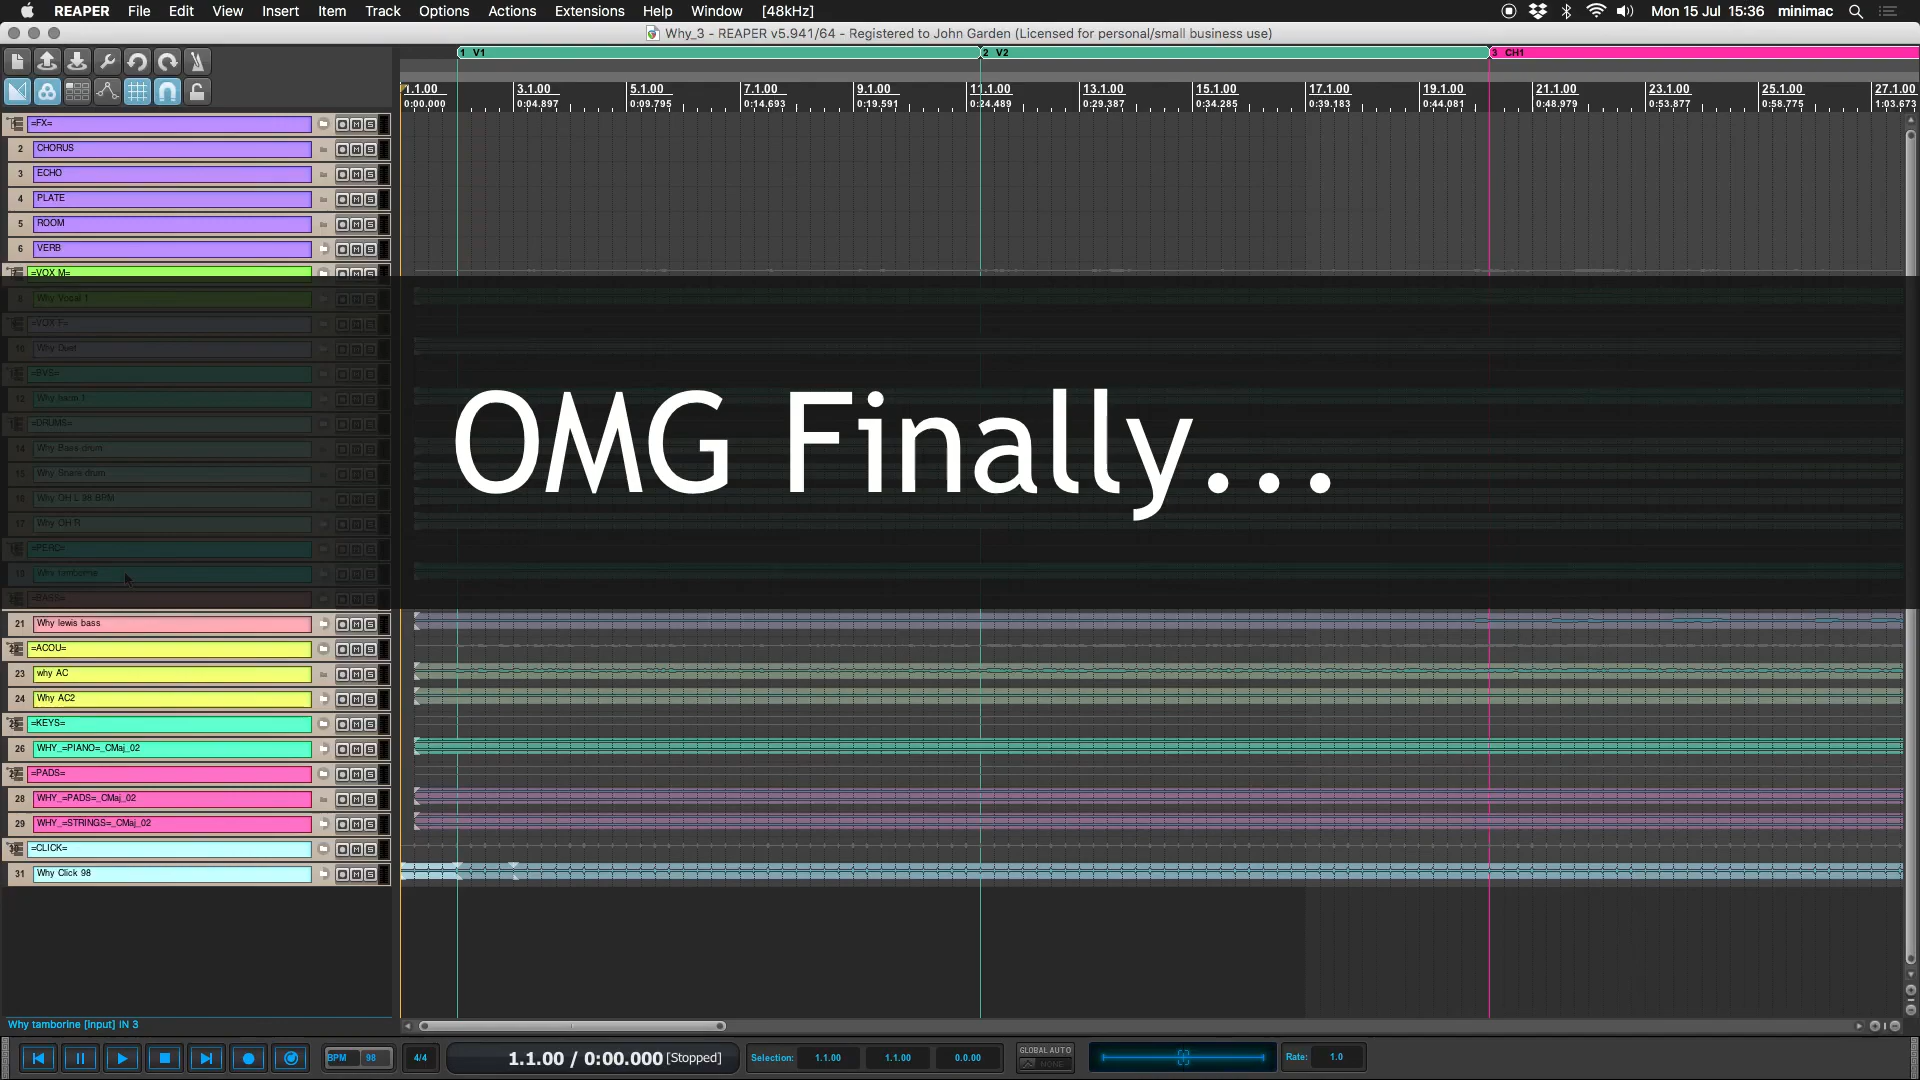 REAPER File Edit View Insert Item Track Options Actions Extensions Help Window [48kHz] Mon 15 Jul 15:36 minimac
Why_3 - REAPER v5.941/64 - Registered to John Garden (Licensed for personal/small business use)
1 V1 2 V2 3 CH1
1.1.00 3.1.00 5.1.00 7.1.00 9.1.00 11.1.00 13.1.00 15.1.00 17.1.00 19.1.00 21.1.00 23.1.00 25.1.00 27.1.00
0:00.000 0:04.897 0:09.795 0:14.693 0:19.591 0:24.489 0:29.387 0:34.285 0:39.183 0:44.081 0:48.979 0:53.877 0:58.775 1:03.673
=FX=
2 CHORUS
3 ECHO
4 PLATE
5 ROOM
6 VERB
=VOX M=
8 Why Vocal 1
=VOX F=
10 Why Duet
=BVS=
12 Why harm 1
=DRUMS=
14 Why Bass drum
15 Why Snare drum
16 Why OH L 98 BPM
17 Why OH R
=PERC=
19 Why tamborine
=BASS=
OMG Finally...
21 Why lewis bass
=ACOU=
23 why AC
24 Why AC2
=KEYS=
26 WHY_=PIANO=_CMaj_02
=PADS=
28 WHY_=PADS=_CMaj_02
29 WHY_=STRINGS=_CMaj_02
=CLICK=
31 Why Click 98
Why tamborine [input] IN 3
BPM 98 4/4 1.1.00 / 0:00.000 [Stopped] Selection: 1.1.00 1.1.00 0.0.00 GLOBAL AUTO NONE Rate: 1.0